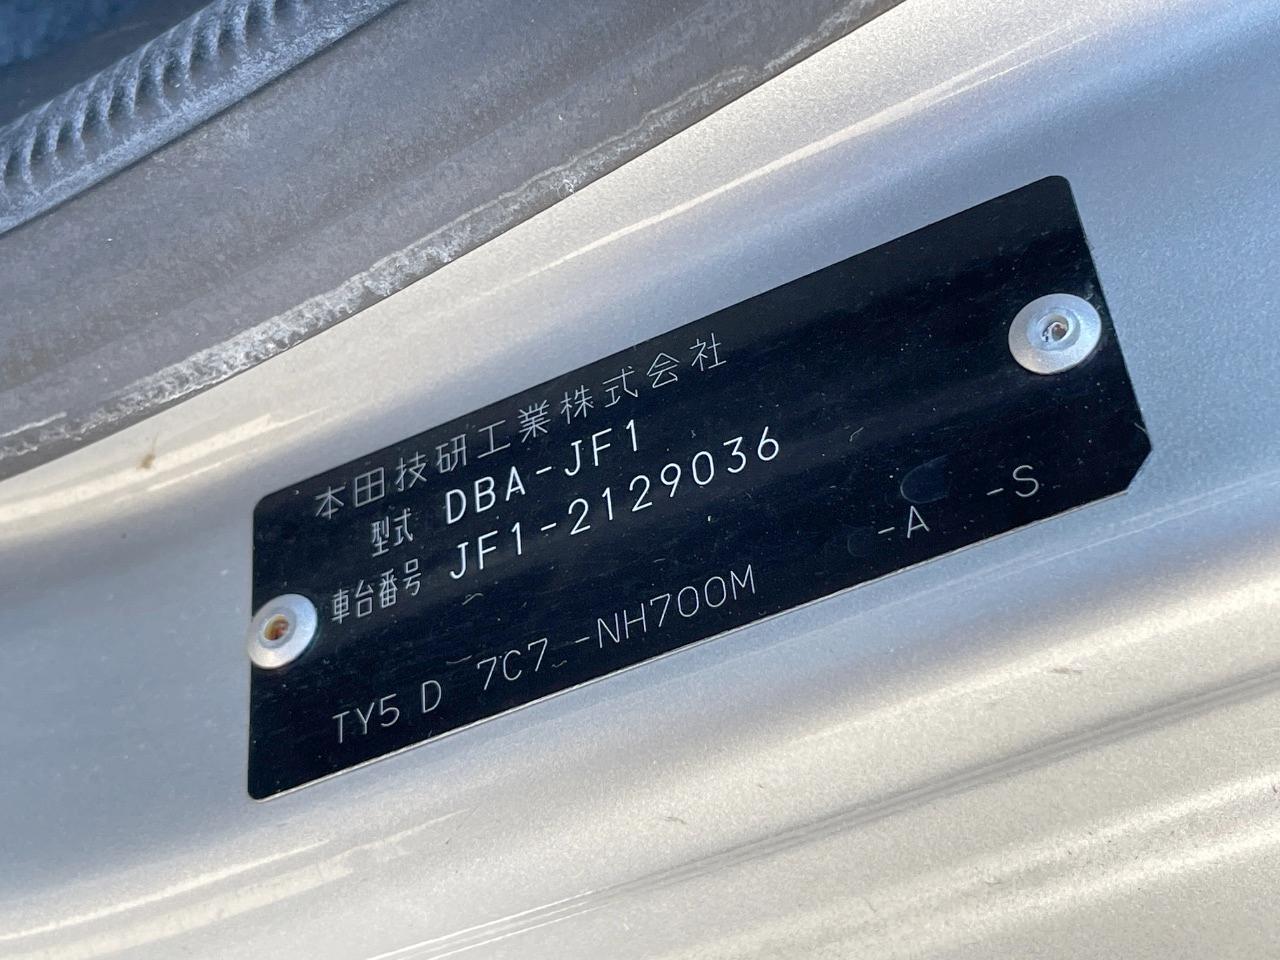 本田技研工業株式会社
型式 DBA-JF1
車台番号 JF1-2129036
TY5 D 7C7 -NH700M -A -S